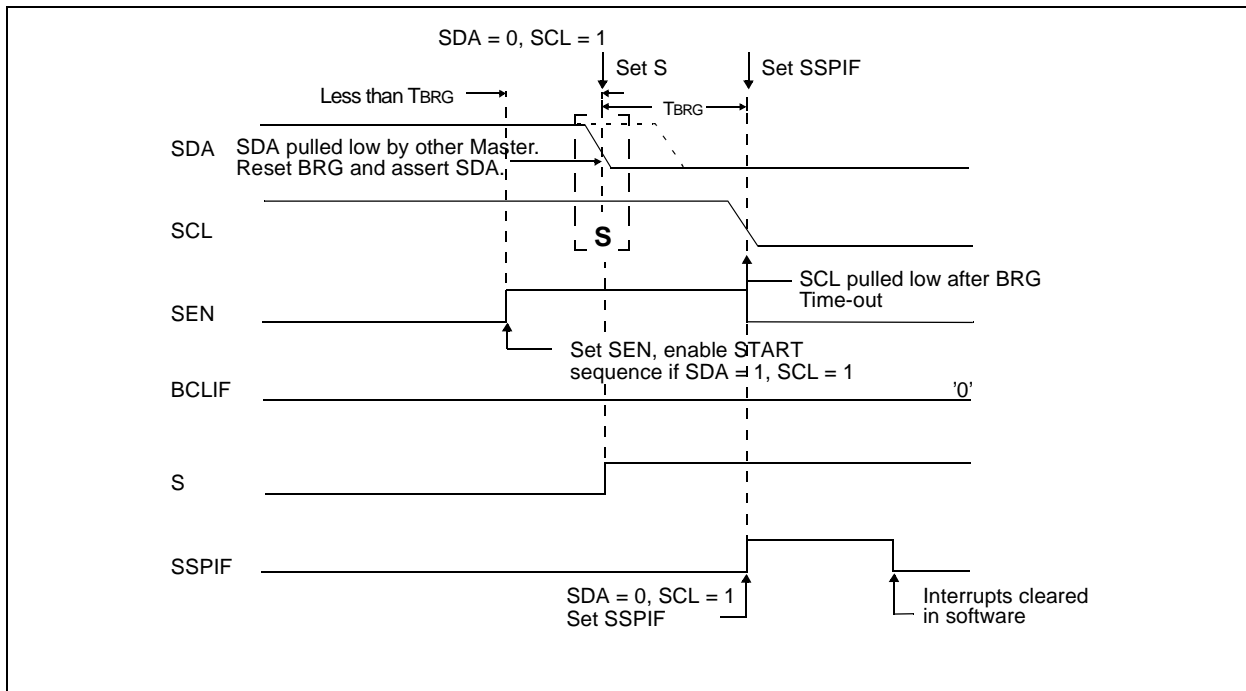 SDA = 0, SCL = 1
Set S
Set SSPIF
Less than TBRG
TBRG
SDA
SDA pulled low by other Master.
Reset BRG and assert SDA.
SCL
S
SCL pulled low after BRG
Time-out
SEN
Set SEN, enable START
sequence if SDA = 1, SCL = 1
BCLIF
'0'
S
SSPIF
SDA = 0, SCL = 1
Set SSPIF
Interrupts cleared
in software